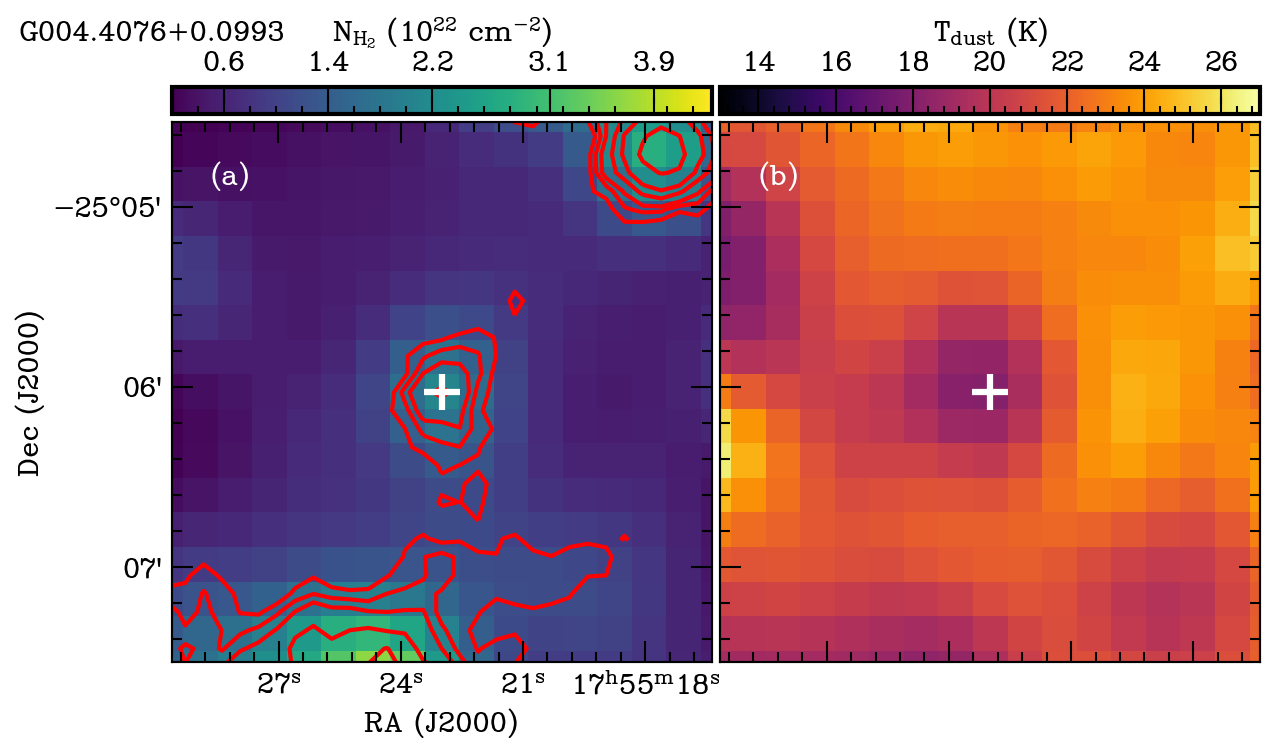 G004.4076+0.0993 N_H₂ (10²² cm⁻²) T_dust (K)
0.6 1.4 2.2 3.1 3.9 14 16 18 20 22 24 26
(a) (b)
−25°05'
06'
07'
Dec (J2000)
27ˢ 24ˢ 21ˢ 17ʰ55ᵐ18ˢ
RA (J2000)